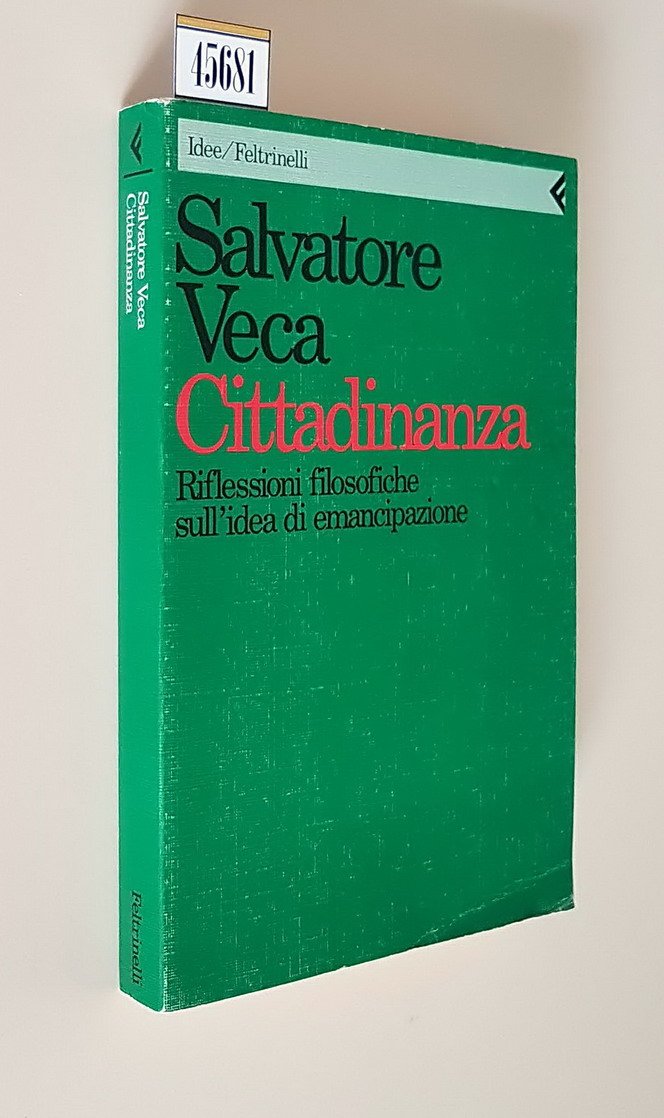 45681
Idee/Feltrinelli
Salvatore
Veca
Cittadinanza
Riflessioni filosofiche
sull'idea di emancipazione
Salvatore Veca
Cittadinanza
Feltrinelli